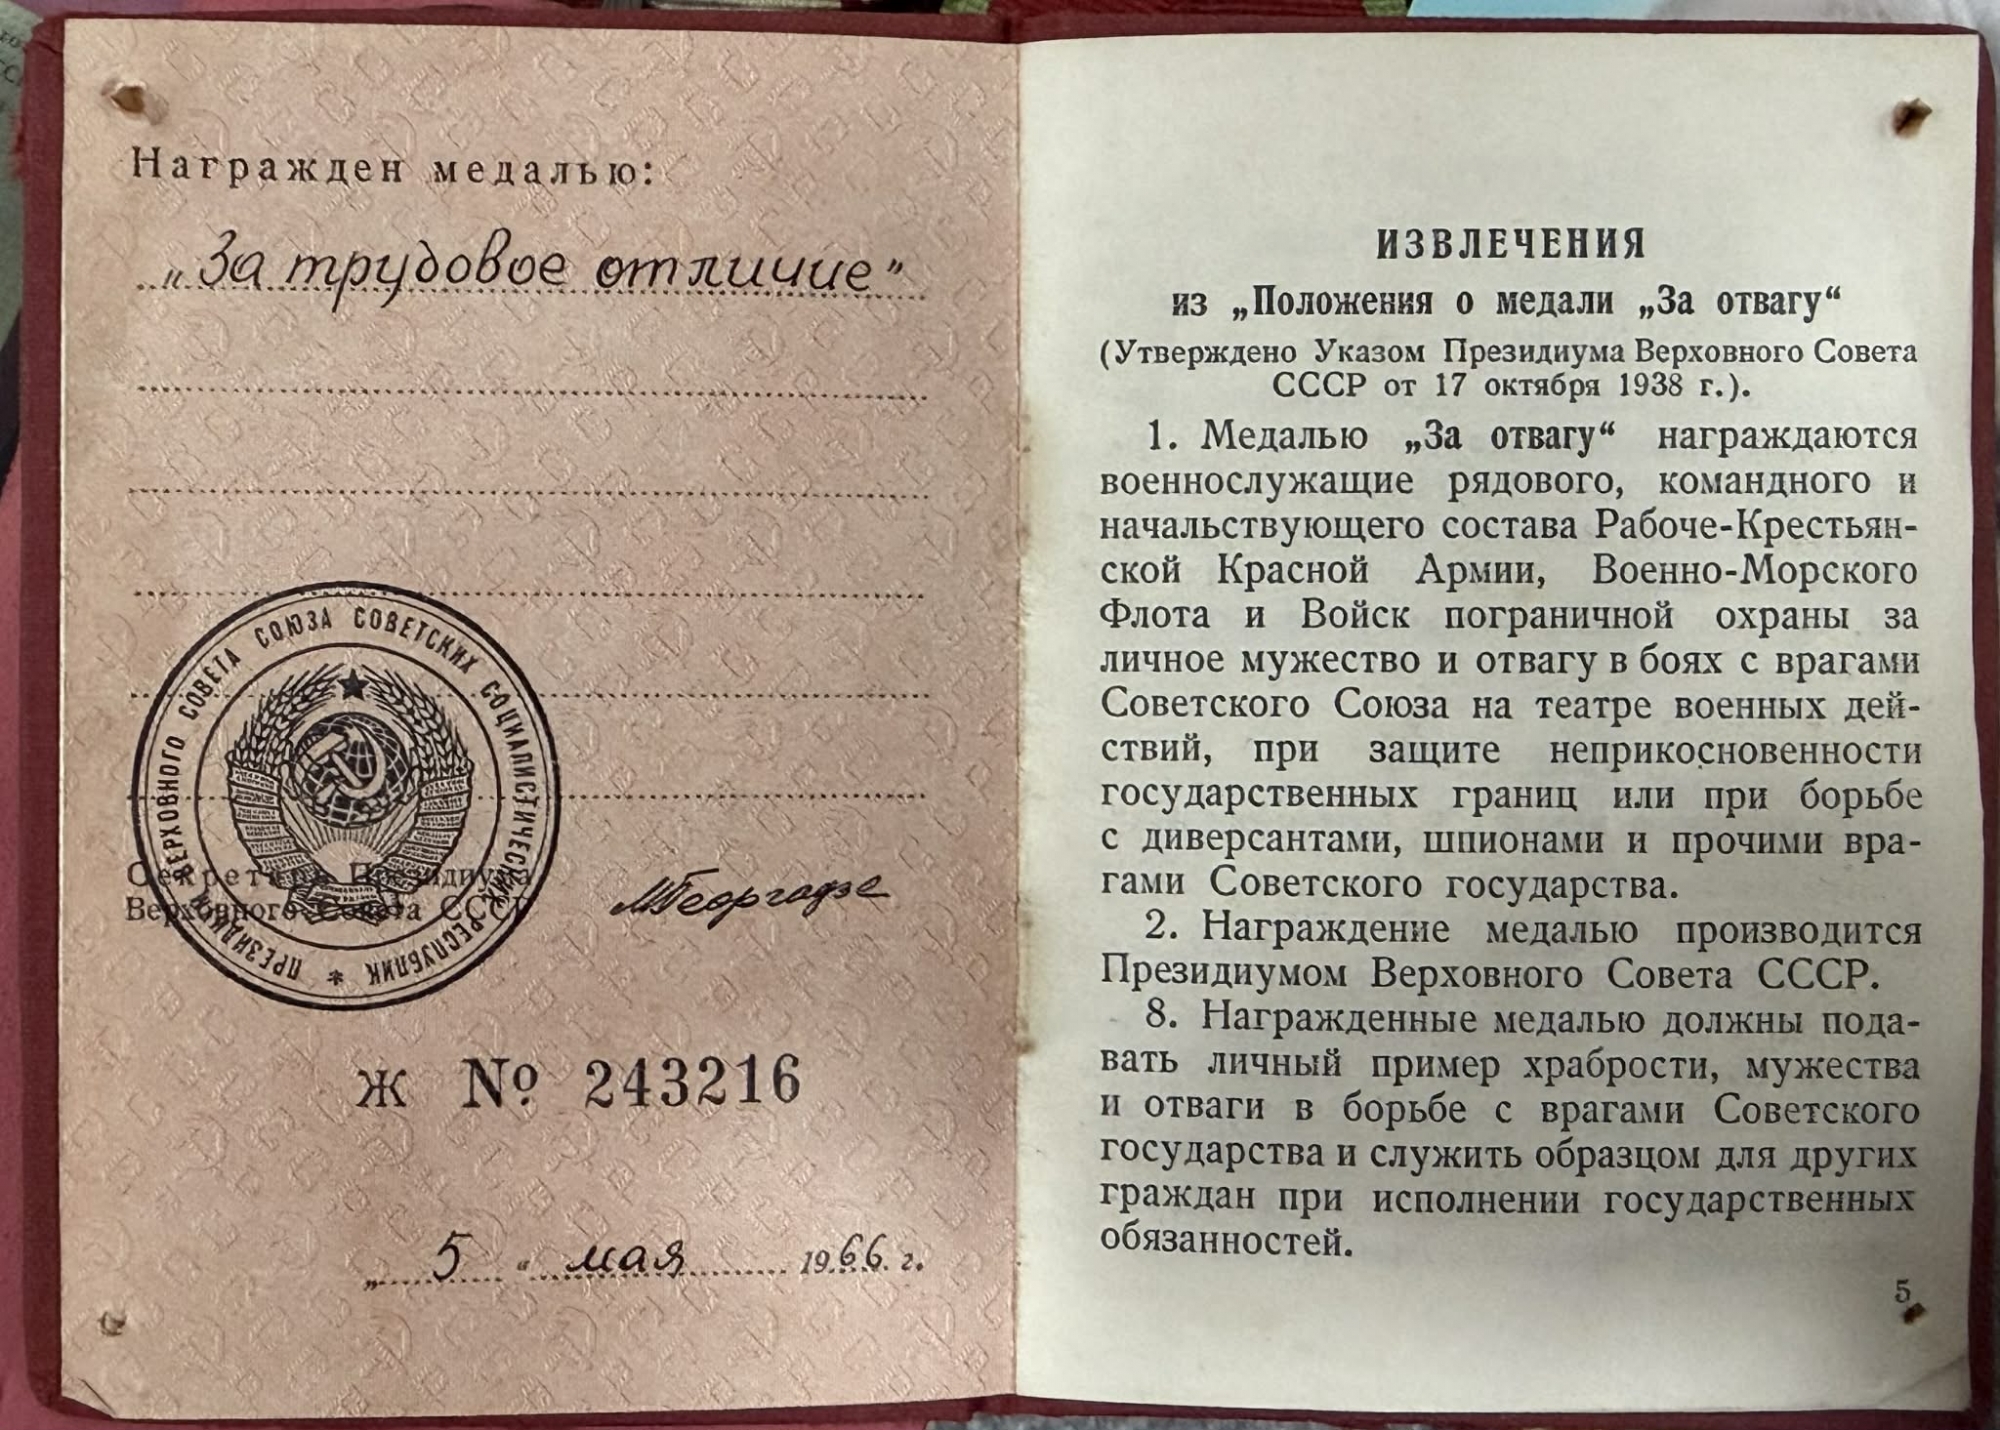 Награжден медалью:
„За трудовое отличие"
ПРЕЗИДИУМ ВЕРХОВНОГО СОВЕТА СОЮЗА СОВЕТСКИХ СОЦИАЛИСТИЧЕСКИХ РЕСПУБЛИК *
Секретарь Президиума
Верховного Совета СССР
МГеоргадзе
Ж № 243216
„ 5 " мая 1966 г.
ИЗВЛЕЧЕНИЯ
из „Положения о медали „За отвагу“
(Утверждено Указом Президиума Верховного Совета
СССР от 17 октября 1938 г.).
1. Медалью „За отвагу“ награждаются
военнослужащие рядового, командного и
начальствующего состава Рабоче-Крестьян-
ской Красной Армии, Военно-Морского
Флота и Войск пограничной охраны за
личное мужество и отвагу в боях с врагами
Советского Союза на театре военных дей-
ствий, при защите неприкосновенности
государственных границ или при борьбе
с диверсантами, шпионами и прочими вра-
гами Советского государства.
2. Награждение медалью производится
Президиумом Верховного Совета СССР.
8. Награжденные медалью должны пода-
вать личный пример храбрости, мужества
и отваги в борьбе с врагами Советского
государства и служить образцом для других
граждан при исполнении государственных
обязанностей.
5